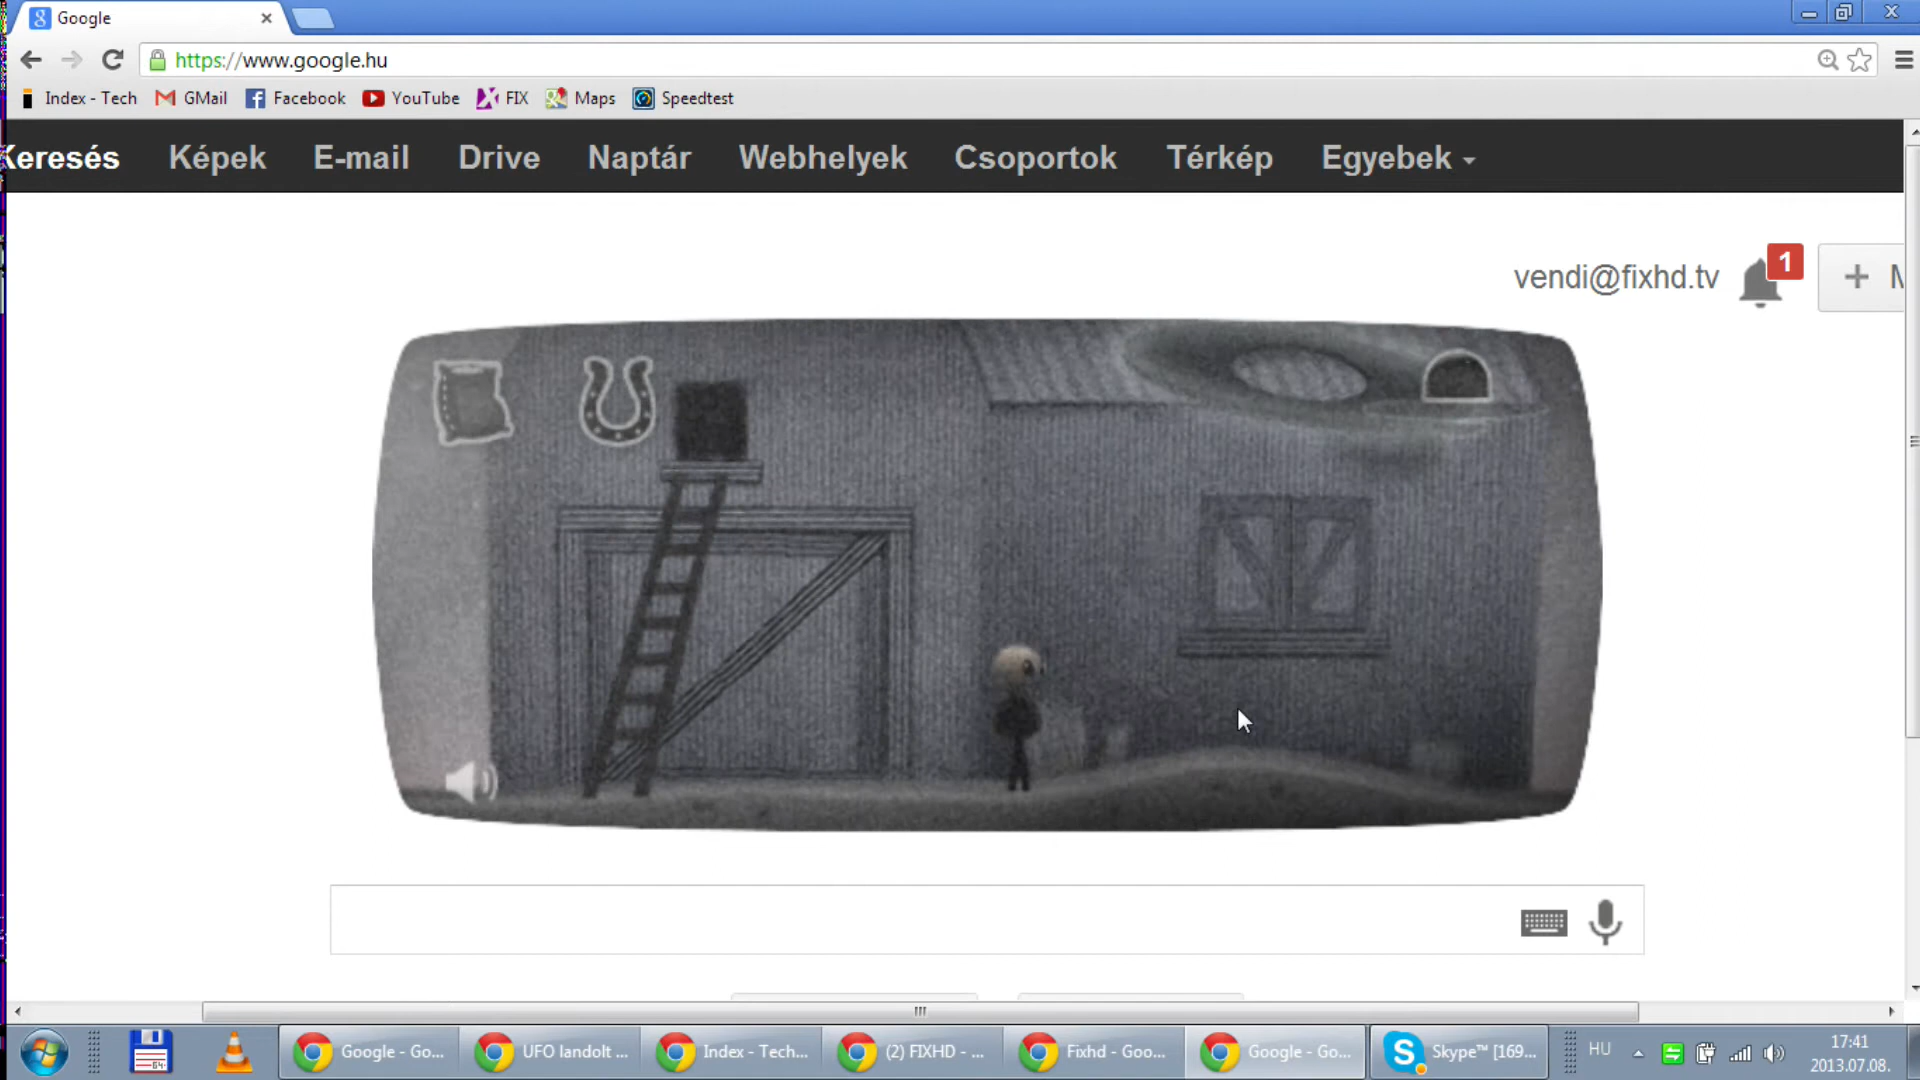 Google
https://www.google.hu
Index - Tech GMail Facebook YouTube FIX Maps Speedtest
Keresés Képek E-mail Drive Naptár Webhelyek Csoportok Térkép Egyebek
vendi@fixhd.tv 1
Google - Go... UFO landolt ... Index - Tech... (2) FIXHD - ... Fixhd - Goo... Google - Go... Skype™ [169... HU 17:41
2013.07.08.